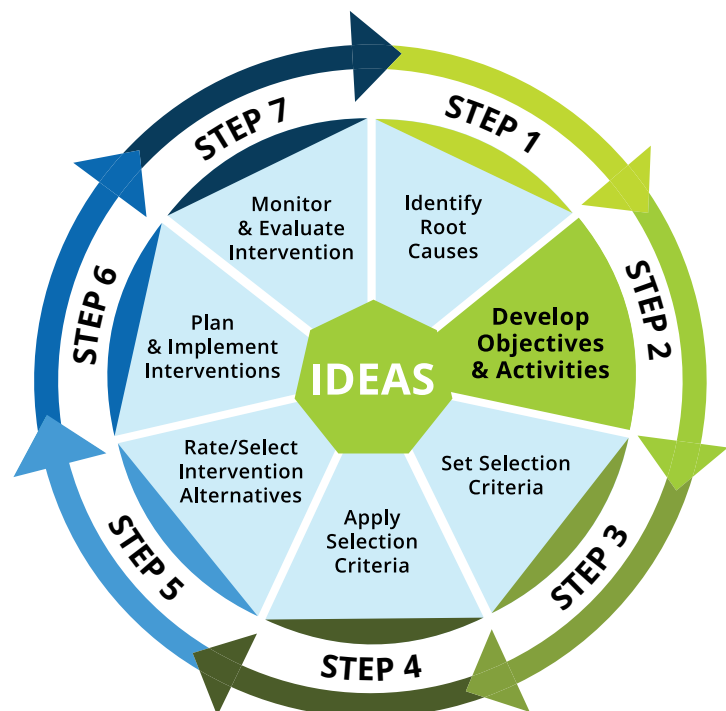 STEP 1
Identify
Root
Causes
STEP 2
Develop
Objectives
& Activities
STEP 3
Set Selection
Criteria
STEP 4
Apply
Selection
Criteria
STEP 5
Rate/Select
Intervention
Alternatives
STEP 6
Plan
& Implement
Interventions
STEP 7
Monitor
& Evaluate
Intervention
IDEAS